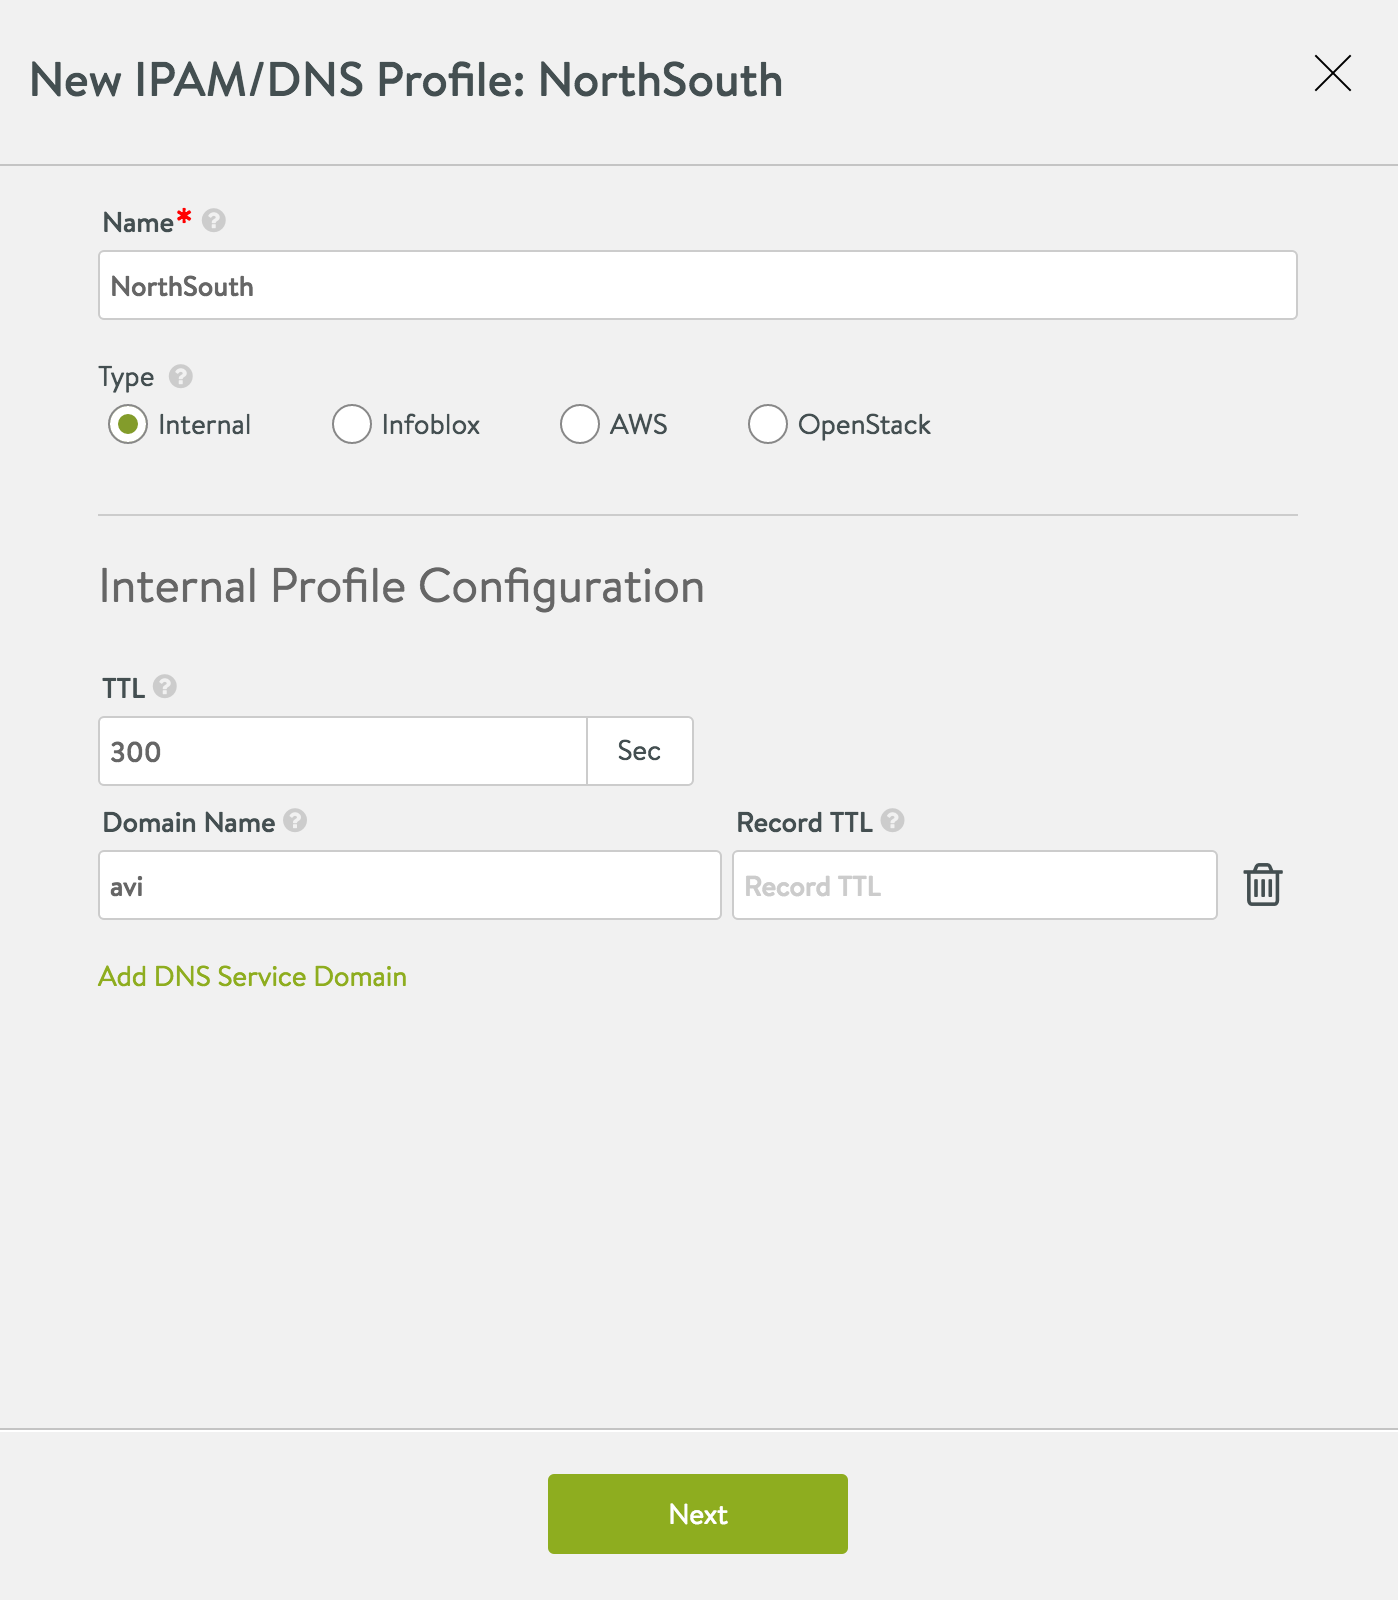 New IPAM/DNS Profile: NorthSouth
Name* ?
NorthSouth
Type ?
Internal Infoblox AWS OpenStack
Internal Profile Configuration
TTL ?
300 Sec
Domain Name ? Record TTL ?
avi Record TTL
Add DNS Service Domain
Next